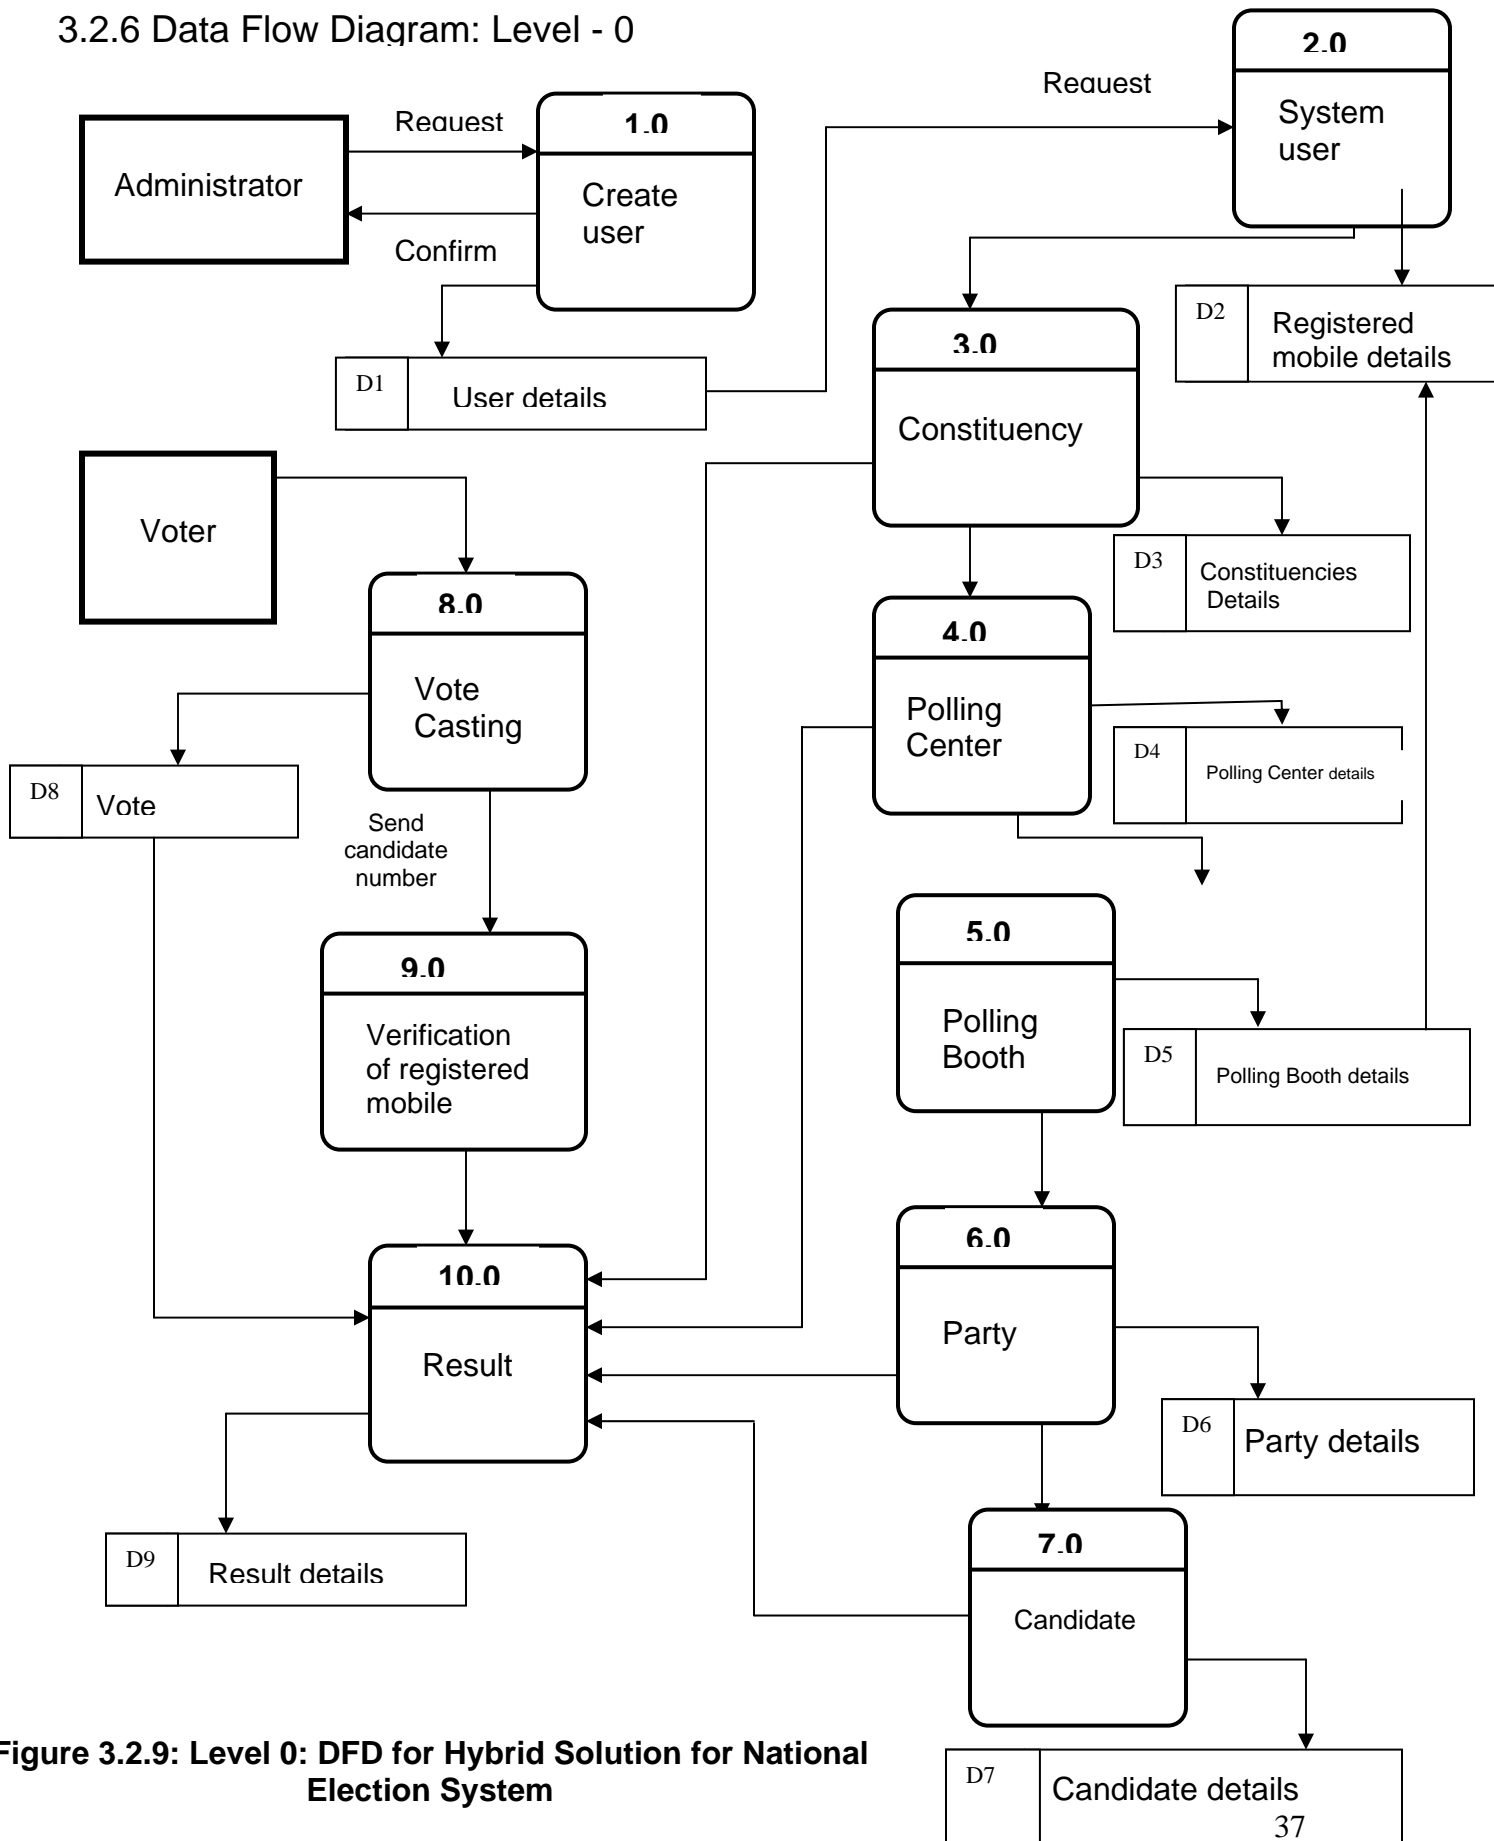 3.2.6 Data Flow Diagram: Level - 0
2.0
System
user
Request
Request
1.0
Create
user
Administrator
Confirm
D1
User details
D2
Registered
mobile details
3.0
Constituency
Voter
D3
Constituencies
Details
8.0
Vote
Casting
4.0
Polling
Center
D4
Polling Center details
D8
Vote
Send
candidate
number
5.0
Polling
Booth
9.0
Verification
of registered
mobile
D5
Polling Booth details
6.0
Party
10.0
Result
D6
Party details
7.0
Candidate
D9
Result details
Figure 3.2.9: Level 0: DFD for Hybrid Solution for National
Election System
D7
Candidate details
37